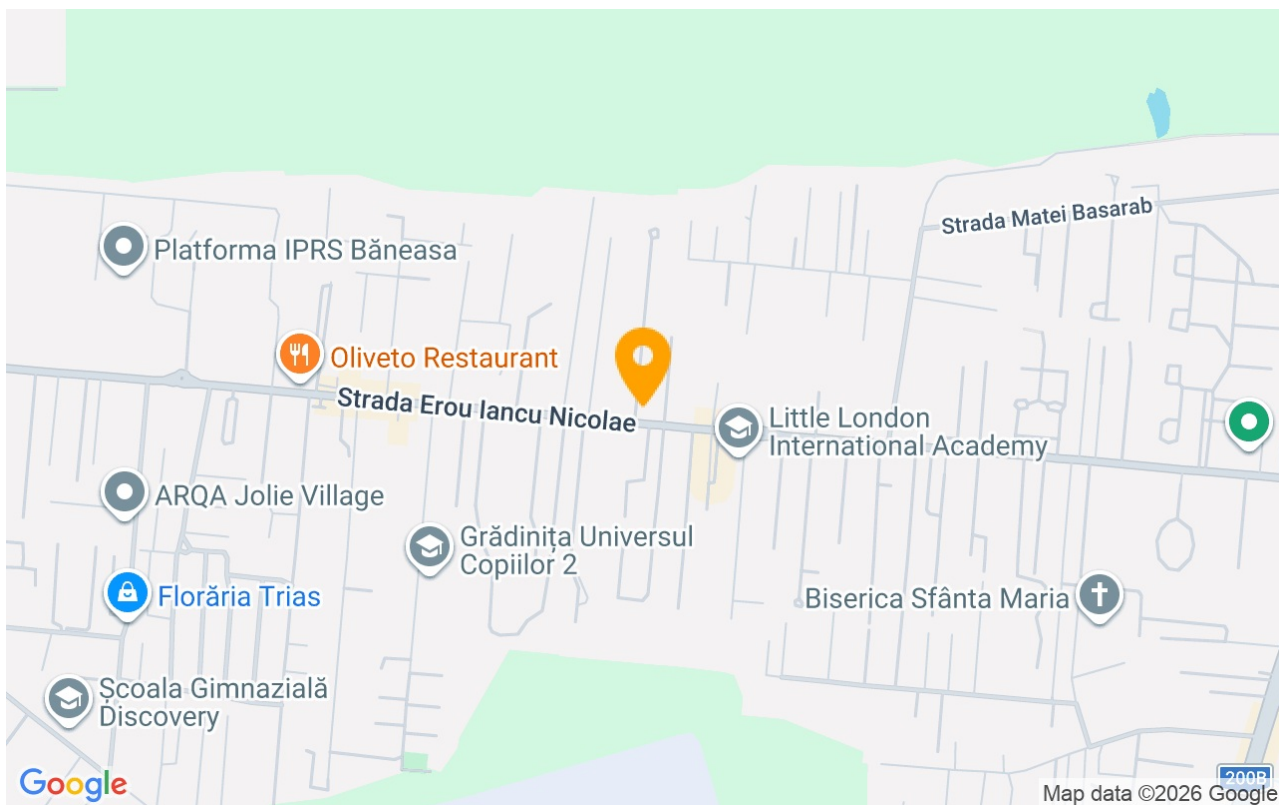 Strada Matei Basarab
Platforma IPRS Băneasa
Oliveto Restaurant
Strada Erou Iancu Nicolae
Little London
International Academy
ARQA Jolie Village
Grădinița Universul
Copiilor 2
Florăria Trias
Biserica Sfânta Maria
Școala Gimnazială
Discovery
Google
200B
Map data ©2026 Google